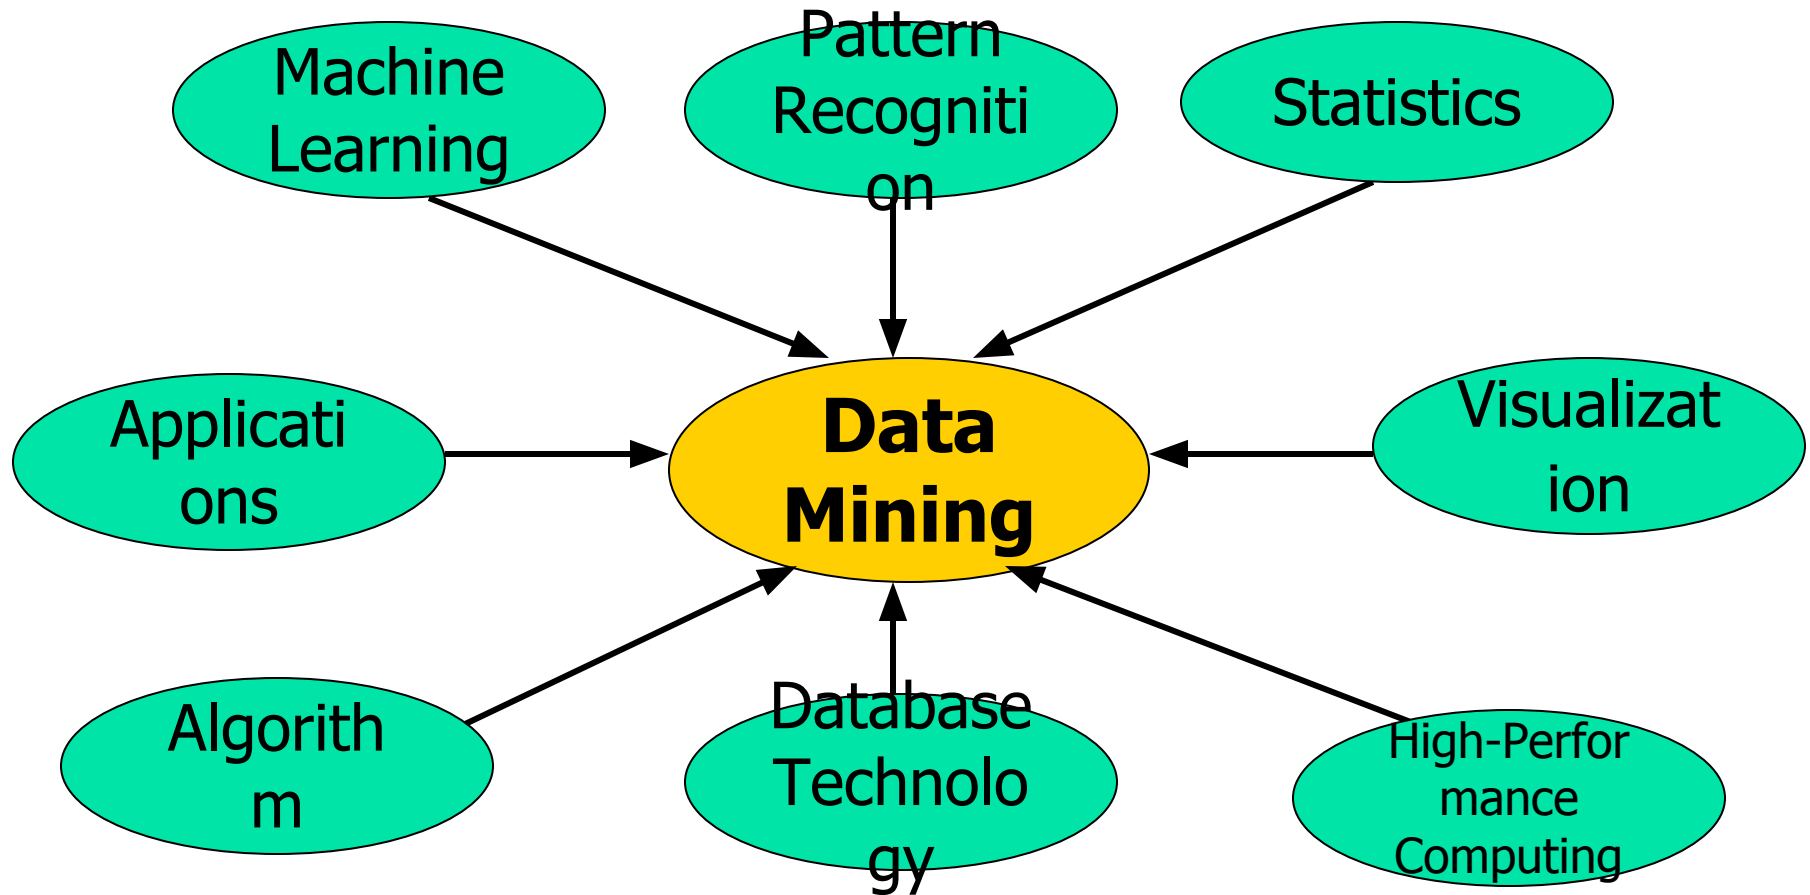 Machine
Learning
Pattern
Recogniti
on
Statistics
Applicati
ons
Data
Mining
Visualizat
ion
Algorith
m
Database
Technolo
gy
High-Perfor
mance
Computing